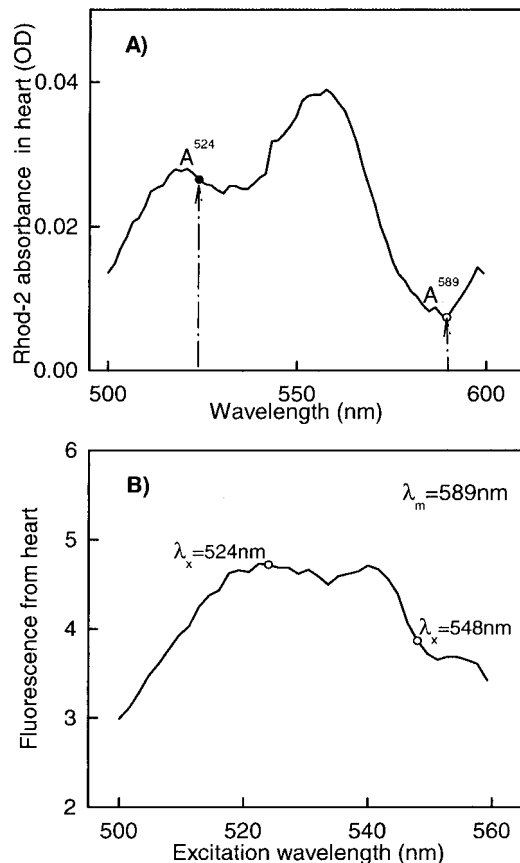 A)
Rhod-2 absorbance in heart (OD)
0.04
0.02
0.00
A524
A589
500
550
600
Wavelength (nm)
B)
λm=589nm
Fluorescence from heart
6
5
4
3
2
λx=524nm
λx=548nm
500
520
540
560
Excitation wavelength (nm)